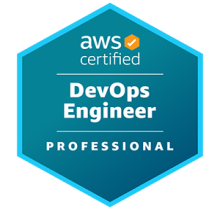 aws
certified
DevOps
Engineer
PROFESSIONAL